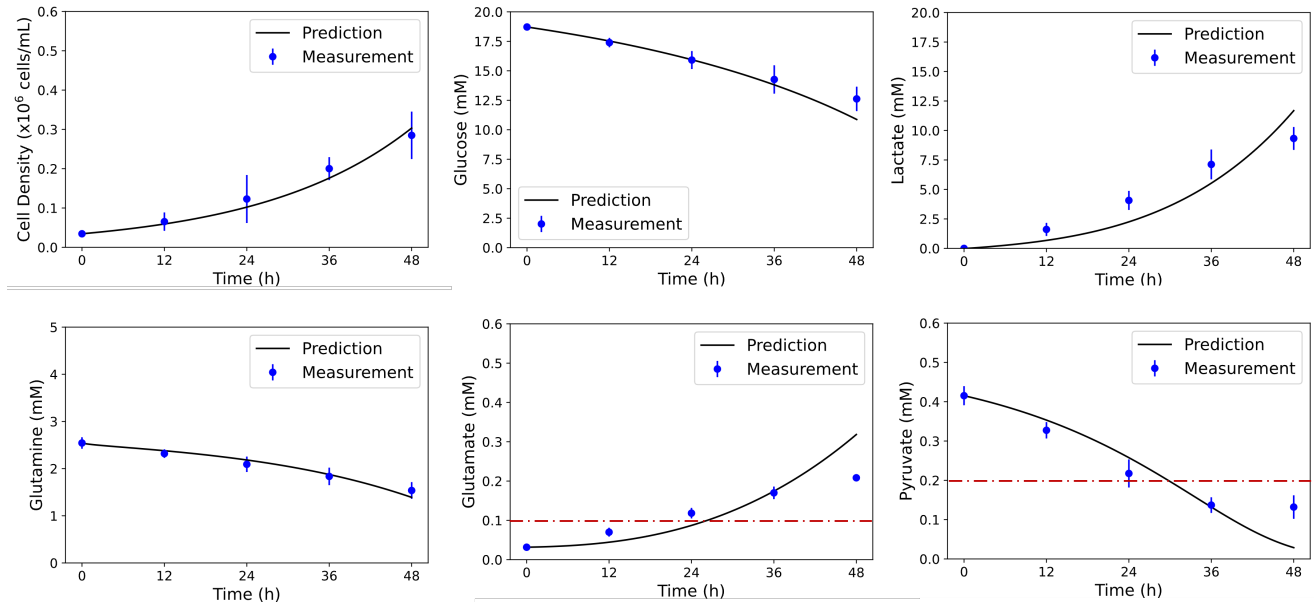 0.6
0.5
0.4
0.3
0.2
0.1
0.0
Cell Density (x10⁶ cells/mL)
Prediction
Measurement
0 12 24 36 48
Time (h)
20.0
17.5
15.0
12.5
10.0
7.5
5.0
2.5
0.0
Glucose (mM)
Prediction
Measurement
0 12 24 36 48
Time (h)
20.0
17.5
15.0
12.5
10.0
7.5
5.0
2.5
0.0
Lactate (mM)
Prediction
Measurement
0 12 24 36 48
Time (h)
5
4
3
2
1
0
Glutamine (mM)
Prediction
Measurement
0 12 24 36 48
Time (h)
0.6
0.5
0.4
0.3
0.2
0.1
0.0
Glutamate (mM)
Prediction
Measurement
0 12 24 36 48
Time (h)
0.6
0.5
0.4
0.3
0.2
0.1
0.0
Pyruvate (mM)
Prediction
Measurement
0 12 24 36 48
Time (h)